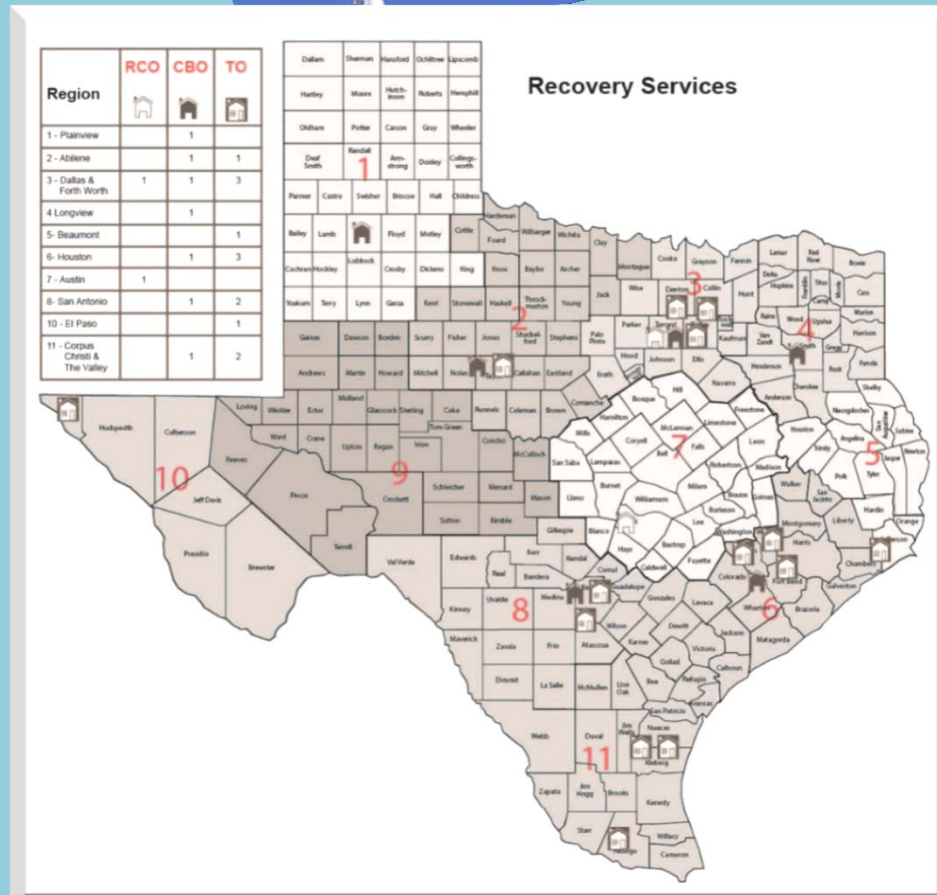 Recovery Services
Region RCO CBO TO
1 - Plainview 1
2 - Abilene 1 1
3 - Dallas &
Forth Worth 1 1 3
4 Longview 1
5- Beaumont 1
6- Houston 1 3
7 - Austin 1
8- San Antonio 1 2
10 - El Paso 1
11 - Corpus
Christi &
The Valley 1 2
Dallam Sherman Hansford Ochiltree Lipscomb
Hartley Moore Hutch-
inson Roberts Hemphill
Oldham Potter Carson Gray Wheeler
Deaf
Smith Randall Arm-
strong Donley Collings-
worth
1
Parmer Castro Swisher Briscoe Hall Childress
Bailey Lamb Floyd Motley Cottle Foard Hardeman Wilbarger Wichita Clay
Cochran Hockley Lubbock Crosby Dickens King Knox Baylor Archer
Montague Cooke Grayson Fannin Lamar Red
River Bowie
Yoakum Terry Lynn Garza Kent Stonewall Haskell Throck-
morton Young Jack Wise Denton Collin Hunt Delta Hopkins Franklin Titus Camp Morris Cass
2
3
4
Gaines Dawson Borden Scurry Fisher Jones Shackel-
ford Stephens Palo
Pinto Parker Tarrant Kaufman Rains Wood Upshur Marion Harrison
Andrews Martin Howard Mitchell Nolan Callahan Eastland Erath Hood Johnson Ellis Van
Zandt Smith Gregg Rusk Panola
Henderson Navarro Hill Bosque Anderson Cherokee Shelby
Loving Winkler Ector Midland Glasscock Sterling Coke Runnels Coleman Brown Comanche Hamilton McLennan Limestone Freestone
Hudspeth Culberson Reeves Ward Crane Upton Reagan Irion Tom Green Concho McCulloch Mills Coryell Bell Falls Leon Houston Nacogdoches San
Augustine Sabine
7
5
9
10
Jeff Davis Pecos Crockett Schleicher Menard Mason San Saba Lampasas Burnet Milam Robertson Madison Trinity Angelina Polk Tyler Jasper Newton
Sutton Kimble Llano Williamson Brazos Grimes Walker San
Jacinto Hardin Orange
Presidio Brewster Terrell Val Verde Edwards Gillespie Blanco Hays Bastrop Lee Burleson Washington Montgomery Liberty Jefferson
Kerr Kendall Comal Caldwell Fayette Harris Chambers
Real Bandera Guadalupe Colorado Fort Bend Galveston
Kinney Uvalde Medina Wilson Gonzales Lavaca Wharton Brazoria
8
6
Maverick Zavala Frio Atascosa Karnes Dewitt Jackson Matagorda
Victoria Goliad Calhoun
Dimmit La Salle McMullen Live
Oak Bee Refugio Aransas
San Patricio
Webb Duval Jim
Wells Nueces
11
Kleberg
Zapata Jim
Hogg Brooks Kenedy
Starr Hidalgo Willacy
Cameron